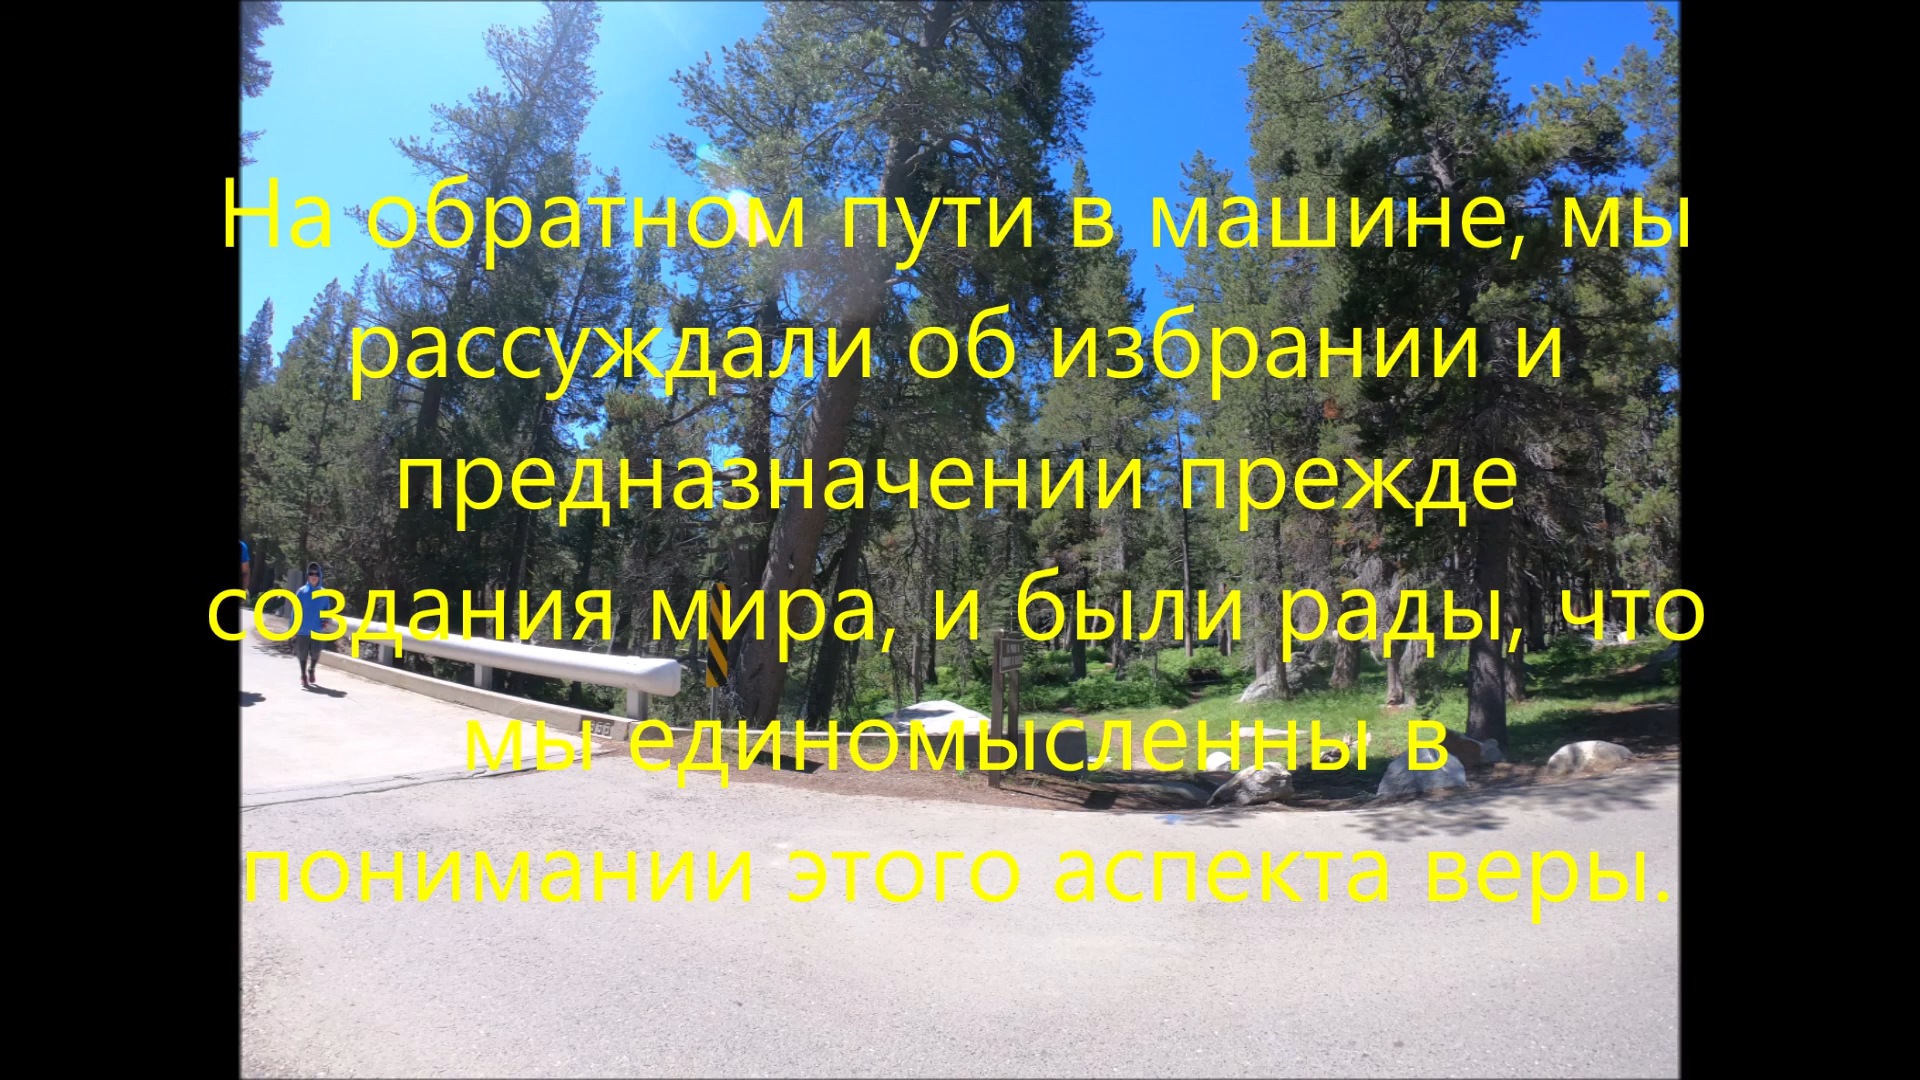 На обратном пути в машине, мы
рассуждали об избрании и
предназначении прежде
создания мира, и были рады, что
мы единомысленны в
понимании этого аспекта веры.